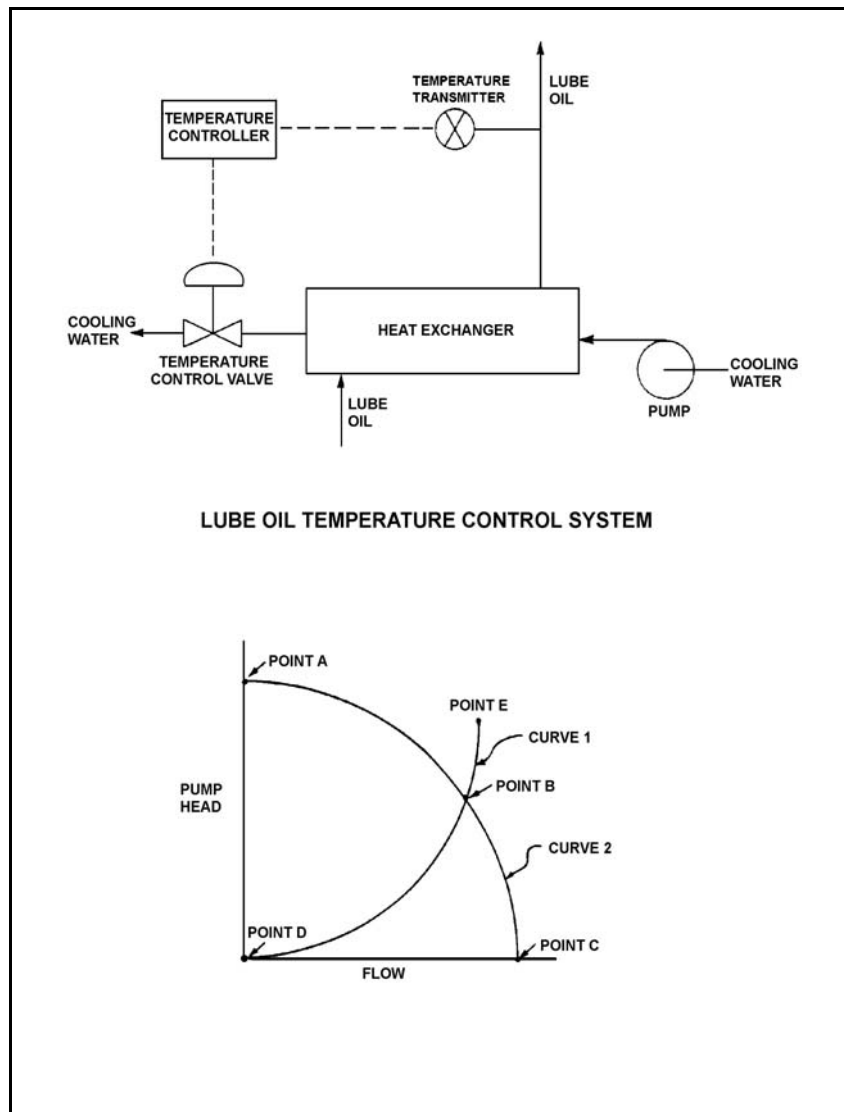 LUBE
OIL
TEMPERATURE
TRANSMITTER
TEMPERATURE
CONTROLLER
COOLING
WATER
TEMPERATURE
CONTROL VALVE
HEAT EXCHANGER
LUBE
OIL
COOLING
WATER
PUMP
LUBE OIL TEMPERATURE CONTROL SYSTEM
POINT A
POINT E
CURVE 1
PUMP
HEAD
POINT B
CURVE 2
POINT D
POINT C
FLOW